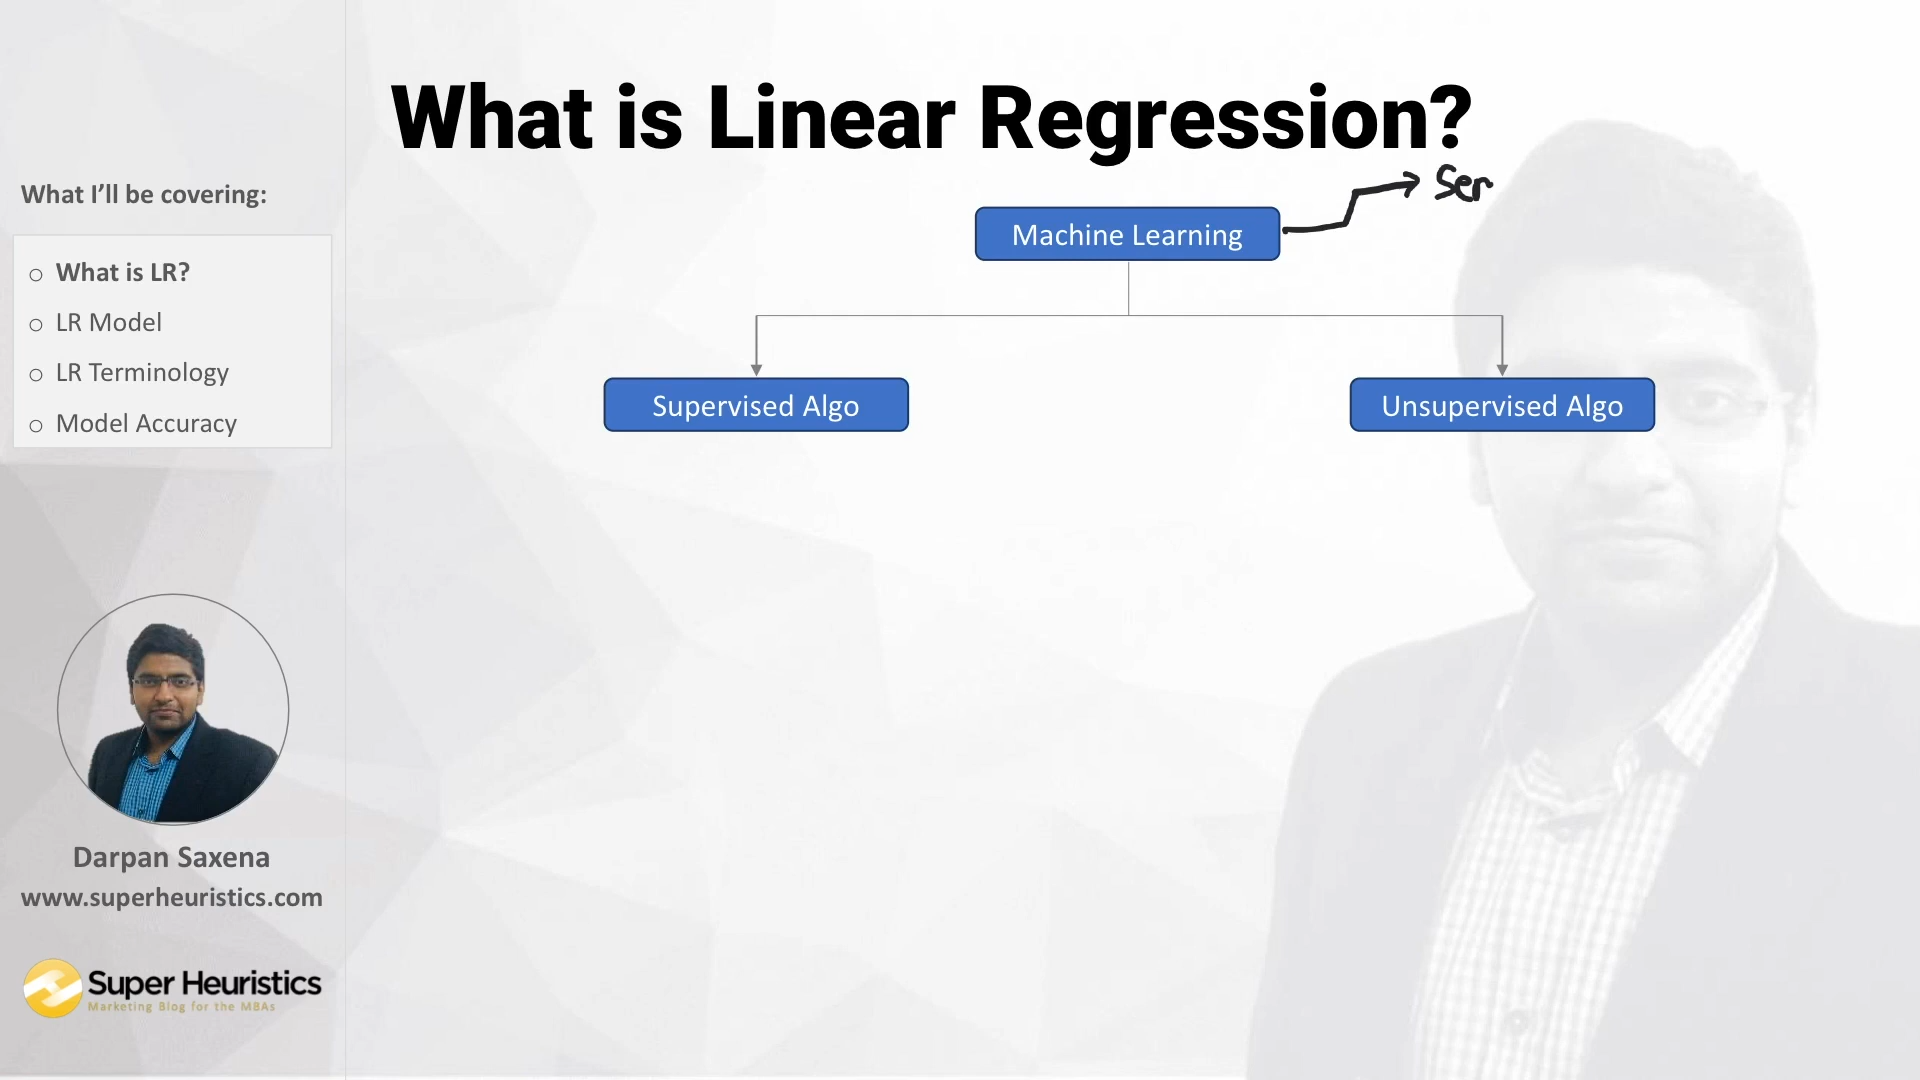 What is Linear Regression?
What I'll be covering:
Ser
Machine Learning
○ What is LR?
○ LR Model
○ LR Terminology
○ Model Accuracy
Supervised Algo
Unsupervised Algo
Darpan Saxena
www.superheuristics.com
Super Heuristics
Marketing Blog for the MBAs